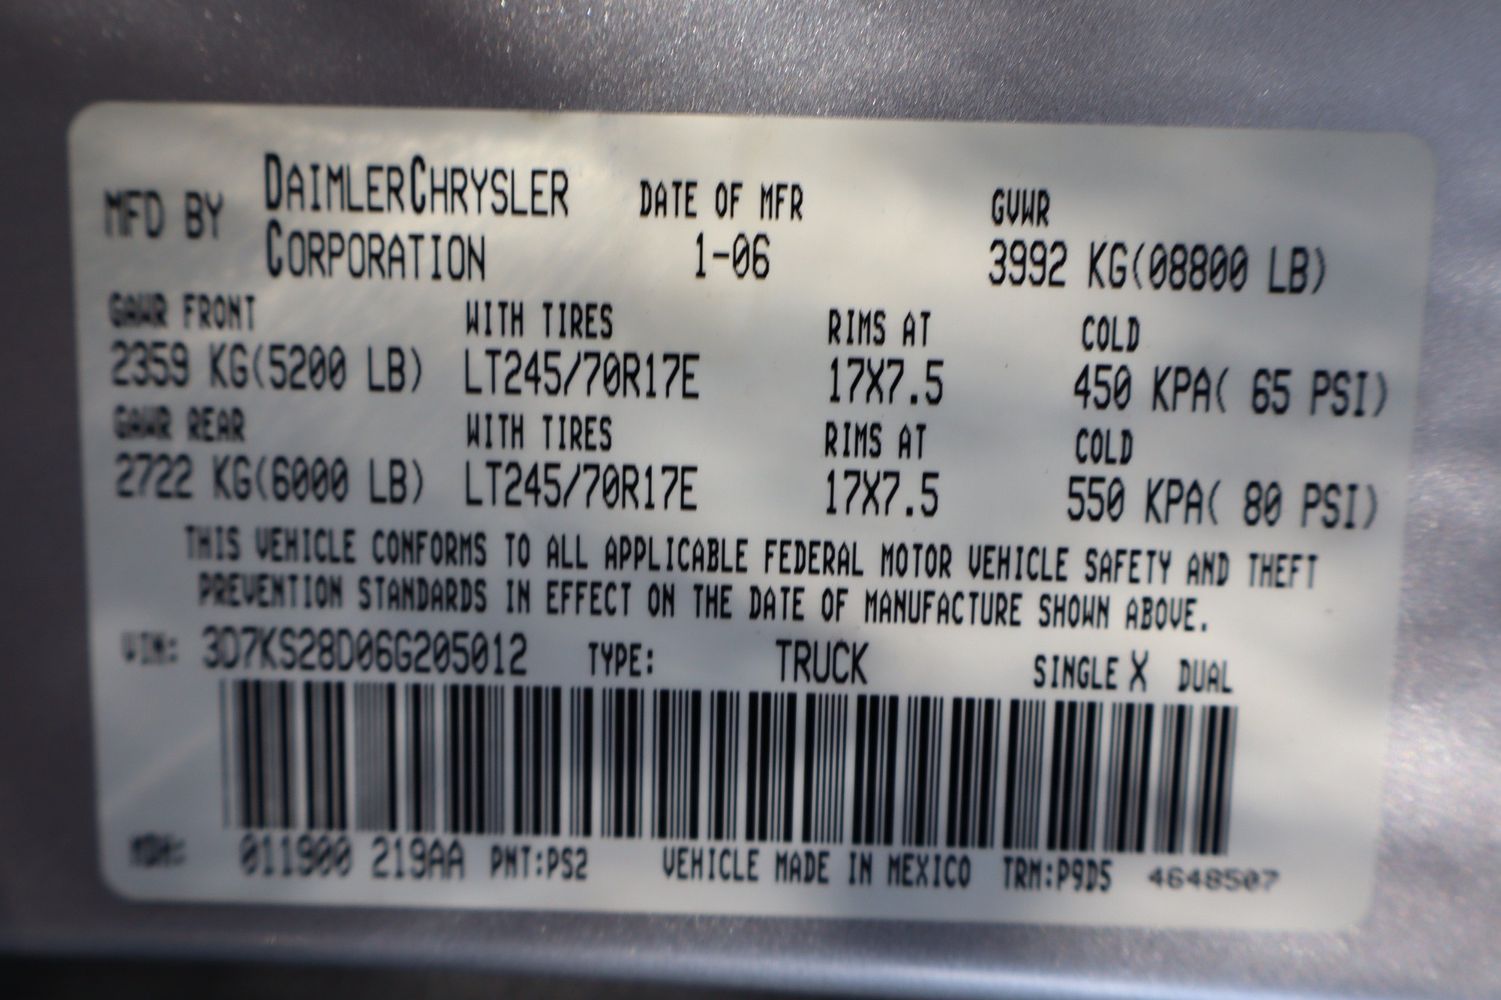 MFD BY DAIMLERCHRYSLER CORPORATION DATE OF MFR 1-06 GVWR 3992 KG(08800 LB)
GAWR FRONT WITH TIRES RIMS AT COLD
2359 KG(5200 LB) LT245/70R17E 17X7.5 450 KPA( 65 PSI)
GAWR REAR WITH TIRES RIMS AT COLD
2722 KG(6000 LB) LT245/70R17E 17X7.5 550 KPA( 80 PSI)
THIS VEHICLE CONFORMS TO ALL APPLICABLE FEDERAL MOTOR VEHICLE SAFETY AND THEFT
PREVENTION STANDARDS IN EFFECT ON THE DATE OF MANUFACTURE SHOWN ABOVE.
VIN: 3D7KS28D06G205012 TYPE: TRUCK SINGLE X DUAL
MDH: 011900 219AA PNT:PS2 VEHICLE MADE IN MEXICO TRM:P9D5 4648507